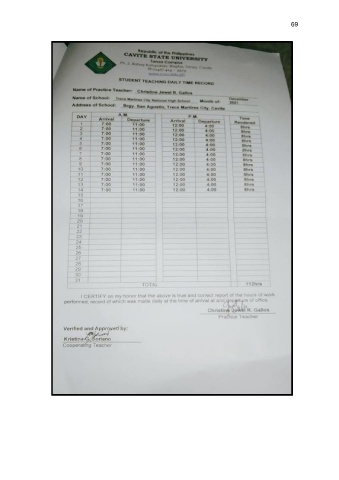 69
Republic of the Philippines
CAVITE STATE UNIVERSITY
Tanza Campus
STUDENT TEACHING DAILY TIME RECORD
Name of Practice Teacher: Christine Jewel R. Gallos
Name of School: Trece Martires City National High School Month of: December 2021
Address of School: Brgy. San Agustin, Trece Martires City, Cavite
DAY A.M. P.M. Time Rendered
Arrival Departure Arrival Departure
1 7:00 11:00 12:00 4:00 8hrs
2 7:00 11:00 12:00 4:00 8hrs
3 7:00 11:00 12:00 4:00 8hrs
4 7:00 11:00 12:00 4:00 8hrs
5 7:00 11:00 12:00 4:00 8hrs
6 7:00 11:00 12:00 4:00 8hrs
7 7:00 11:00 12:00 4:00 8hrs
8 7:00 11:00 12:00 4:00 8hrs
9 7:00 11:00 12:00 4:00 8hrs
10 7:00 11:00 12:00 4:00 8hrs
11 7:00 11:00 12:00 4:00 8hrs
12 7:00 11:00 12:00 4:00 8hrs
13 7:00 11:00 12:00 4:00 8hrs
14 7:00 11:00 12:00 4:00 8hrs
15
16
17
18
19
20
21
22
23
24
25
26
27
28
29
30
31
TOTAL 112hrs
I CERTIFY on my honor that the above is true and correct report of the hours of work
performed, record of which was made daily at the time of arrival at and departure of office.
Christine Jewel R. Gallos
Practice Teacher
Verified and Approved by:
Cooperating Teacher